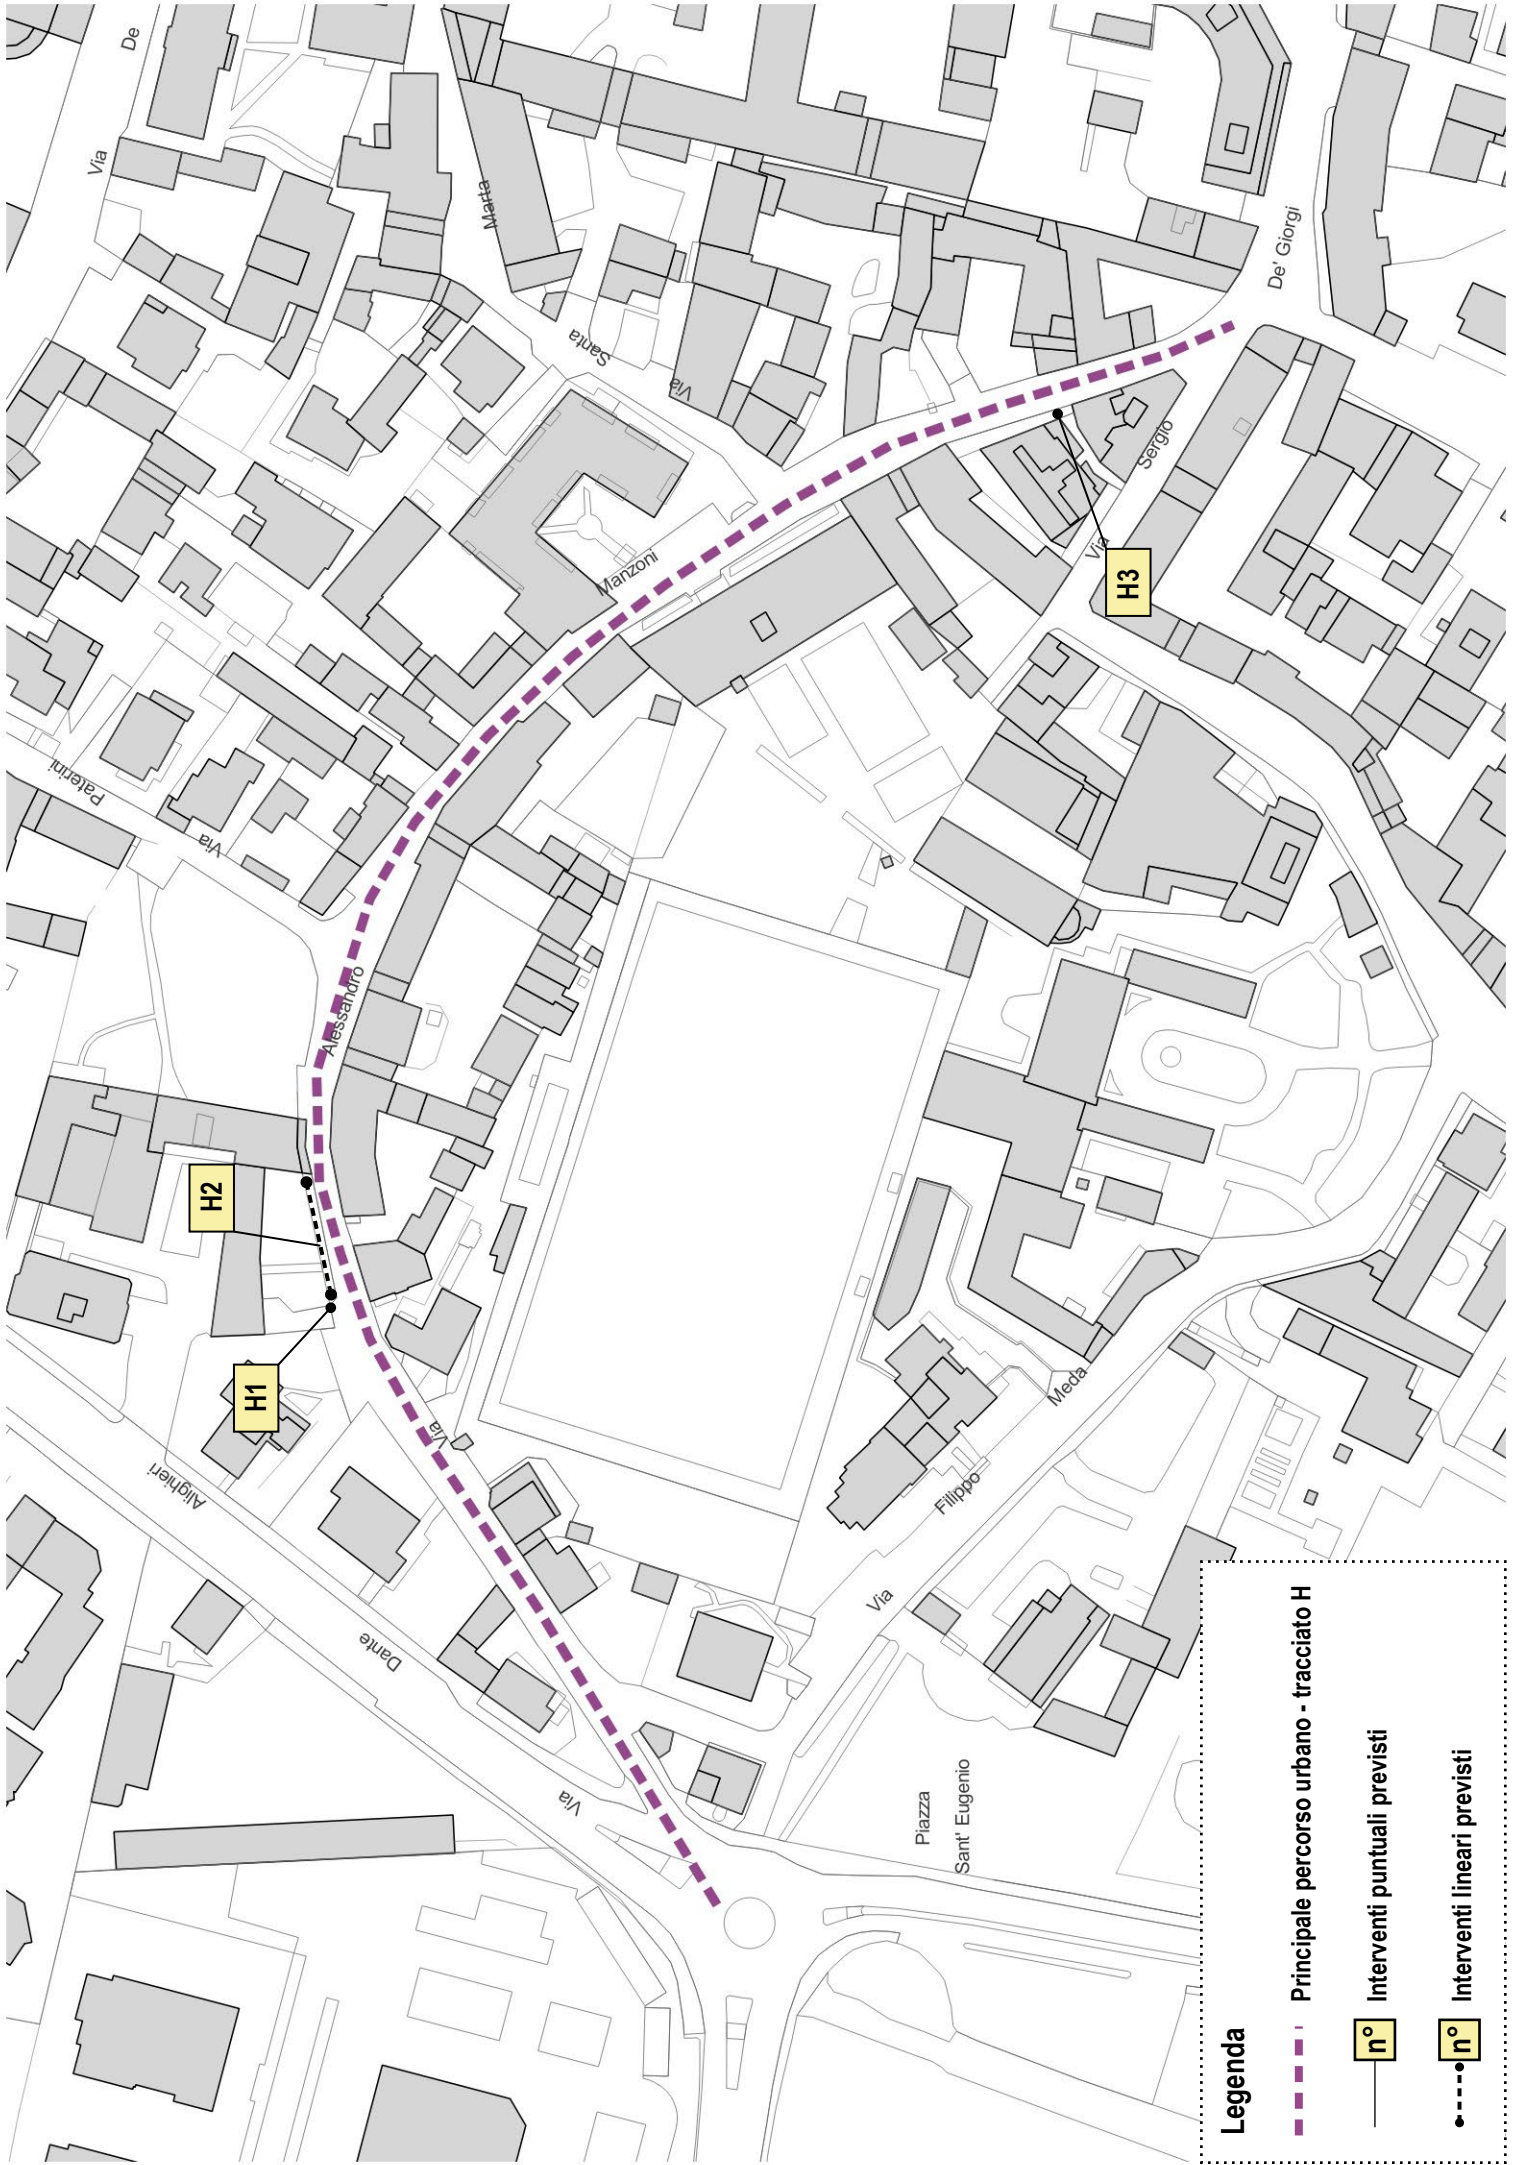 De
Via
Marta
Santa
Via
De' Giorgi
Sergio
Via
H3
Manzoni
Paterini
Via
Alessandro
H2
H1
Via
Alighieri
Dante
Via
Meda
Filippo
Via
Piazza
Sant' Eugenio
Legenda
Principale percorso urbano - tracciato H
n° Interventi puntuali previsti
n° Interventi lineari previsti